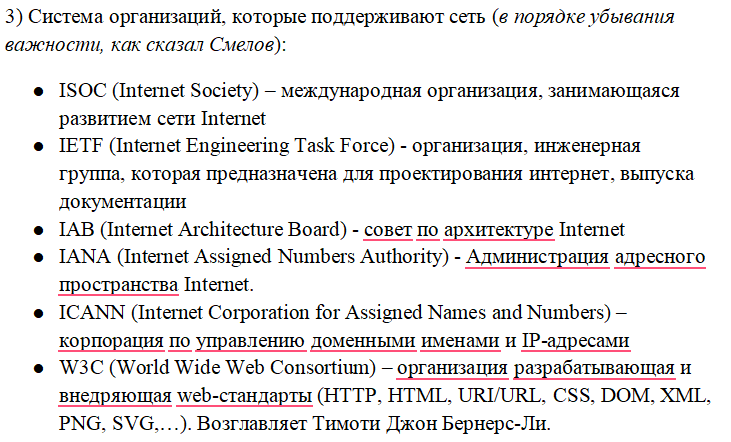 3) Система организаций, которые поддерживают сеть (в порядке убывания
важности, как сказал Смелов):
● ISOC (Internet Society) – международная организация, занимающаяся
развитием сети Internet
● IETF (Internet Engineering Task Force) - организация, инженерная
группа, которая предназначена для проектирования интернет, выпуска
документации
● IAB (Internet Architecture Board) - совет по архитектуре Internet
● IANA (Internet Assigned Numbers Authority) - Администрация адресного
пространства Internet.
● ICANN (Internet Corporation for Assigned Names and Numbers) –
корпорация по управлению доменными именами и IP-адресами
● W3C (World Wide Web Consortium) – организация разрабатывающая и
внедряющая web-стандарты (HTTP, HTML, URI/URL, CSS, DOM, XML,
PNG, SVG,…). Возглавляет Тимоти Джон Бернерс-Ли.